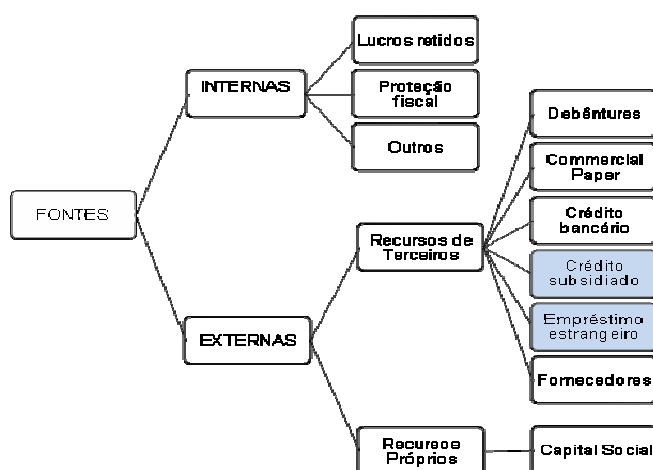 Lucros retidos
INTERNAS
Proteção
fiscal
Outros
Debêntures
Commercial
Paper
FONTES
Crédito
bancário
Recursos de
Terceiros
Crédito
subsidiado
Empréstimo
estrangeiro
EXTERNAS
Fornecedores
Recursos
Próprios
Capital Social